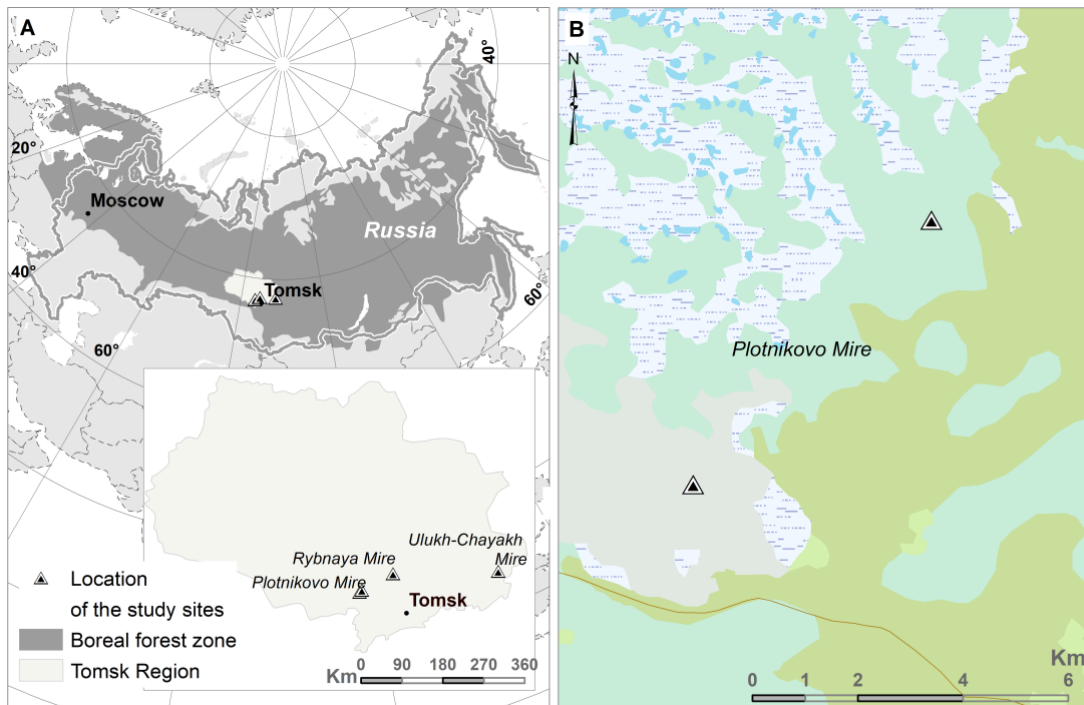 A
40°
20°
Moscow
Russia
40°
Tomsk
60°
60°
Ulukh-Chayakh
Mire
Rybnaya Mire
Plotnikovo Mire
Tomsk
Location
of the study sites
Boreal forest zone
Tomsk Region
Km
0 90 180 270 360
B
N
Plotnikovo Mire
Km
0 1 2 4 6